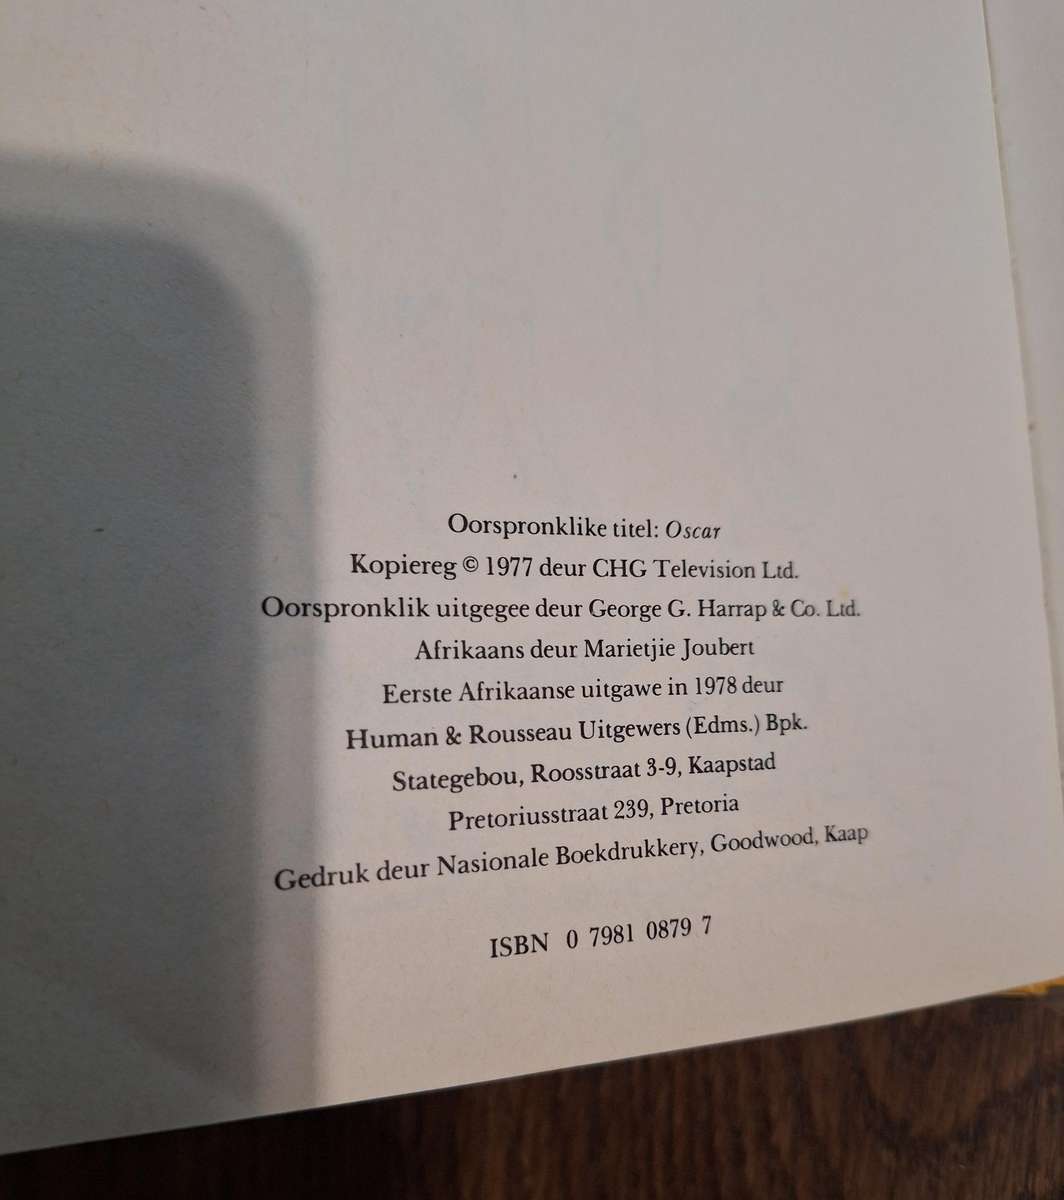 Oorspronklike titel: Oscar
Kopiereg © 1977 deur CHG Television Ltd.
Oorspronklik uitgegee deur George G. Harrap & Co. Ltd.
Afrikaans deur Marietjie Joubert
Eerste Afrikaanse uitgawe in 1978 deur
Human & Rousseau Uitgewers (Edms.) Bpk.
Stategebou, Roosstraat 3-9, Kaapstad
Pretoriusstraat 239, Pretoria
Gedruk deur Nasionale Boekdrukkery, Goodwood, Kaap
ISBN 0 7981 0879 7